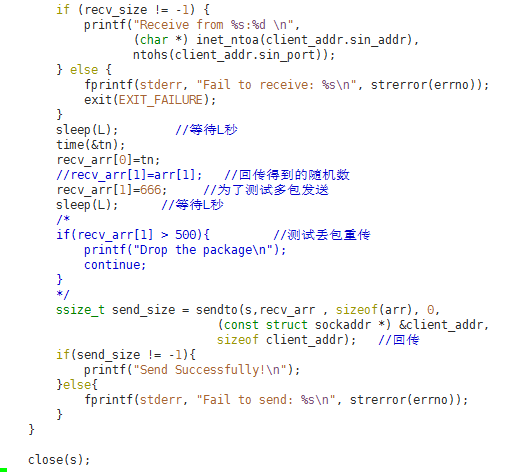 if (recv_size != -1) {
        printf("Receive from %s:%d \n",
               (char *) inet_ntoa(client_addr.sin_addr),
               ntohs(client_addr.sin_port));
    } else {
        fprintf(stderr, "Fail to receive: %s\n", strerror(errno));
        exit(EXIT_FAILURE);
    }
    sleep(L);        //等待L秒
    time(&tn);
    recv_arr[0]=tn;
    //recv_arr[1]=arr[1];   //回传得到的随机数
    recv_arr[1]=666;     //为了测试多包发送
    sleep(L);      //等待L秒
    /*
    if(recv_arr[1] > 500){         //测试丢包重传
        printf("Drop the package\n");
        continue;
    }
    */
    ssize_t send_size = sendto(s,recv_arr , sizeof(arr), 0,
                           (const struct sockaddr *) &client_addr,
                           sizeof client_addr);   //回传
    if(send_size != -1){
        printf("Send Successfully!\n");
    }else{
        fprintf(stderr, "Fail to send: %s\n", strerror(errno));
    }
}

close(s);